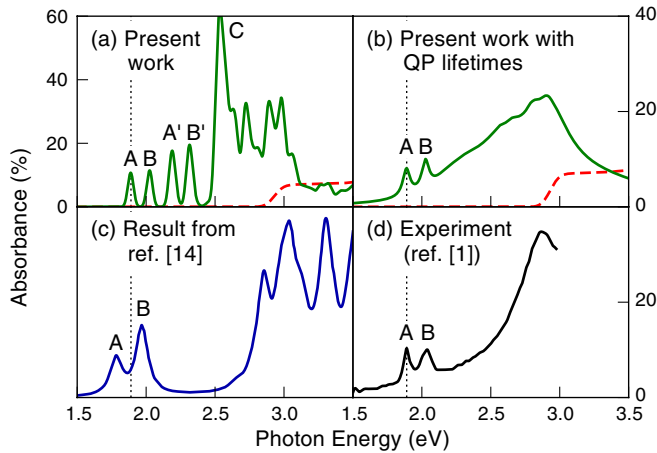 60
40
20
0
Absorbance (%)
(a) Present
work
A
B
A'
B'
C
(b) Present work with
QP lifetimes
A
B
40
20
0
(c) Result from
ref. [14]
A
B
(d) Experiment
(ref. [1])
A
B
20
0
1.5
2.0
2.5
3.0
1.5
2.0
2.5
3.0
3.5
Photon Energy (eV)